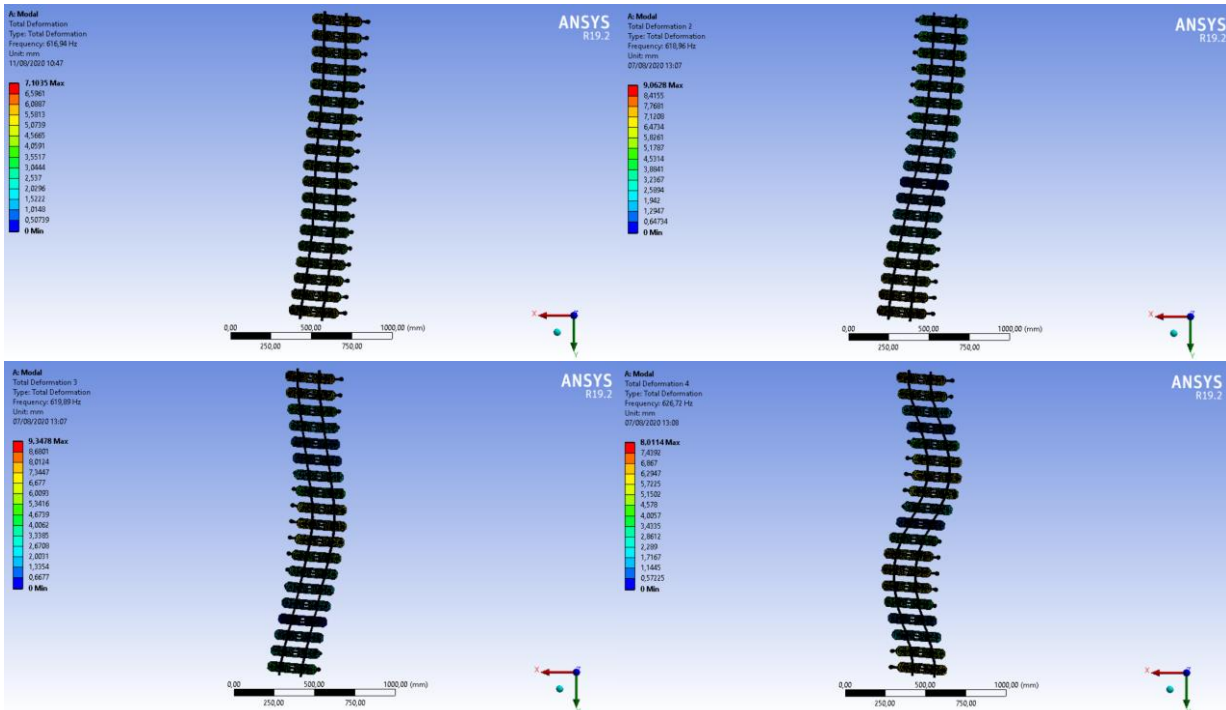 A: Modal
Total Deformation
Type: Total Deformation
Frequency: 616,94 Hz
Unit: mm
11/08/2020 10:47
7,1035 Max
6,5961
6,0887
5,5813
5,0739
4,5665
4,0591
3,5517
3,0444
2,537
2,0296
1,5222
1,0148
0,50739
0 Min
ANSYS
R19.2
0,00 500,00 1000,00 (mm)
250,00 750,00
X
Y
A: Modal
Total Deformation 2
Type: Total Deformation
Frequency: 618,96 Hz
Unit: mm
07/08/2020 13:07
9,0628 Max
8,4155
7,7681
7,1208
6,4734
5,8261
5,1787
4,5314
3,8841
3,2367
2,5894
1,942
1,2947
0,64734
0 Min
ANSYS
R19.2
0,00 500,00 1000,00 (mm)
250,00 750,00
X
Y
A: Modal
Total Deformation 3
Type: Total Deformation
Frequency: 619,89 Hz
Unit: mm
07/08/2020 13:07
9,3478 Max
8,6801
8,0124
7,3447
6,677
6,0093
5,3416
4,6739
4,0062
3,3385
2,6708
2,0031
1,3354
0,6677
0 Min
ANSYS
R19.2
0,00 500,00 1000,00 (mm)
250,00 750,00
X
A: Modal
Total Deformation 4
Type: Total Deformation
Frequency: 626,72 Hz
Unit: mm
07/08/2020 13:08
8,0114 Max
7,4392
6,867
6,2947
5,7225
5,1502
4,578
4,0057
3,4335
2,8612
2,289
1,7167
1,1445
0,57225
0 Min
ANSYS
R19.2
0,00 500,00 1000,00 (mm)
250,00 750,00
X